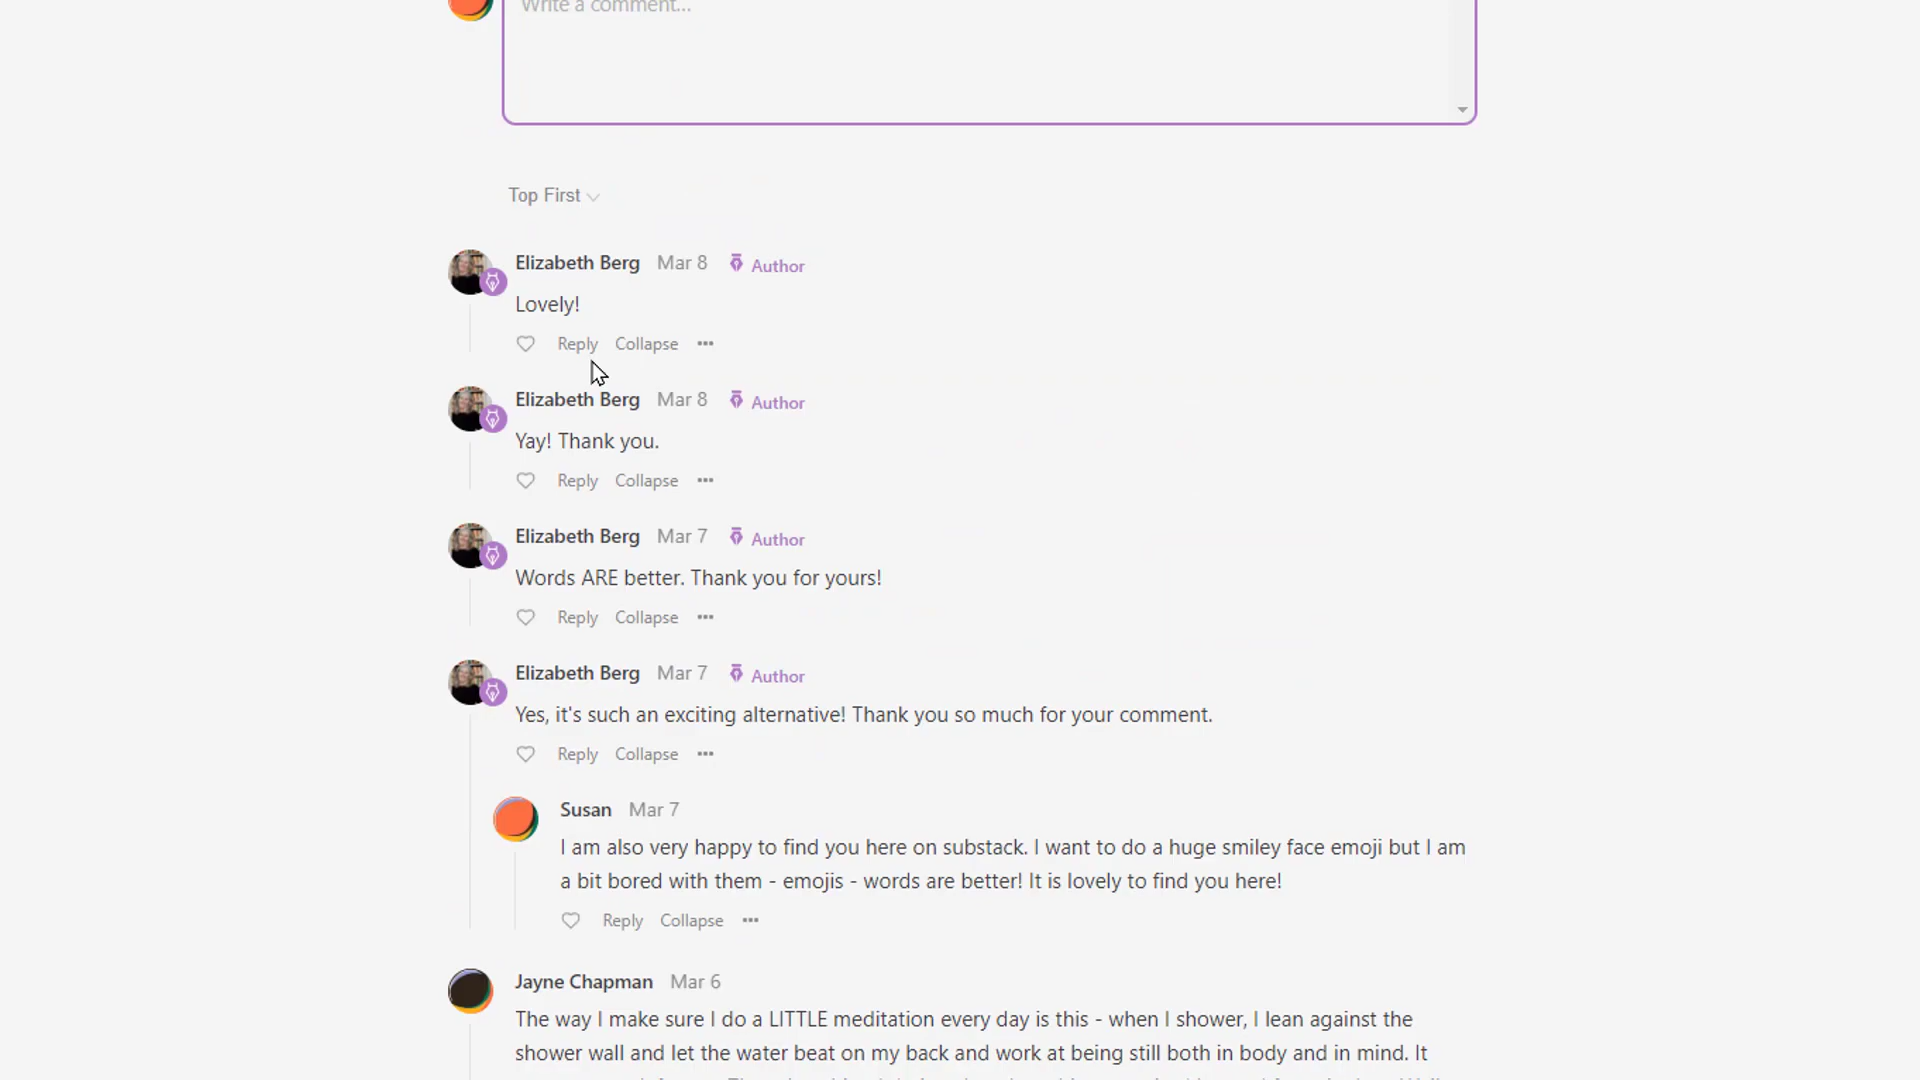 Write a comment...
Top First
Elizabeth Berg Mar 8 Author
Lovely!
Reply Collapse
Elizabeth Berg Mar 8 Author
Yay! Thank you.
Reply Collapse
Elizabeth Berg Mar 7 Author
Words ARE better. Thank you for yours!
Reply Collapse
Elizabeth Berg Mar 7 Author
Yes, it's such an exciting alternative! Thank you so much for your comment.
Reply Collapse
Susan Mar 7
I am also very happy to find you here on substack. I want to do a huge smiley face emoji but I am
a bit bored with them - emojis - words are better! It is lovely to find you here!
Reply Collapse
Jayne Chapman Mar 6
The way I make sure I do a LITTLE meditation every day is this - when I shower, I lean against the
shower wall and let the water beat on my back and work at being still both in body and in mind. It